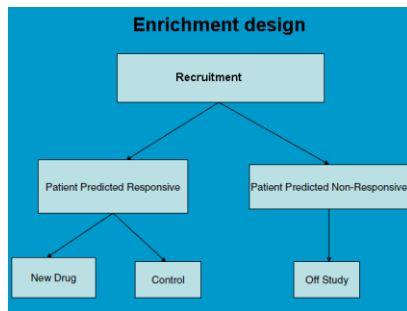 Enrichment design
Recruitment
Patient Predicted Responsive
Patient Predicted Non-Responsive
New Drug
Control
Off Study